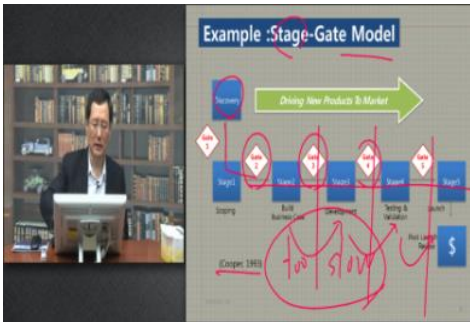 Example :Stage-Gate Model
Discovery
Driving New Products To Market
Gate 1
Gate 2
Gate 3
Gate 4
Gate 5
Stage1
Stage2
Stage3
Stage4
Stage5
Scoping
Build Business Case
Development
Testing & Validation
Launch
Post Launch Review
$
(Cooper, 1993)
too slow